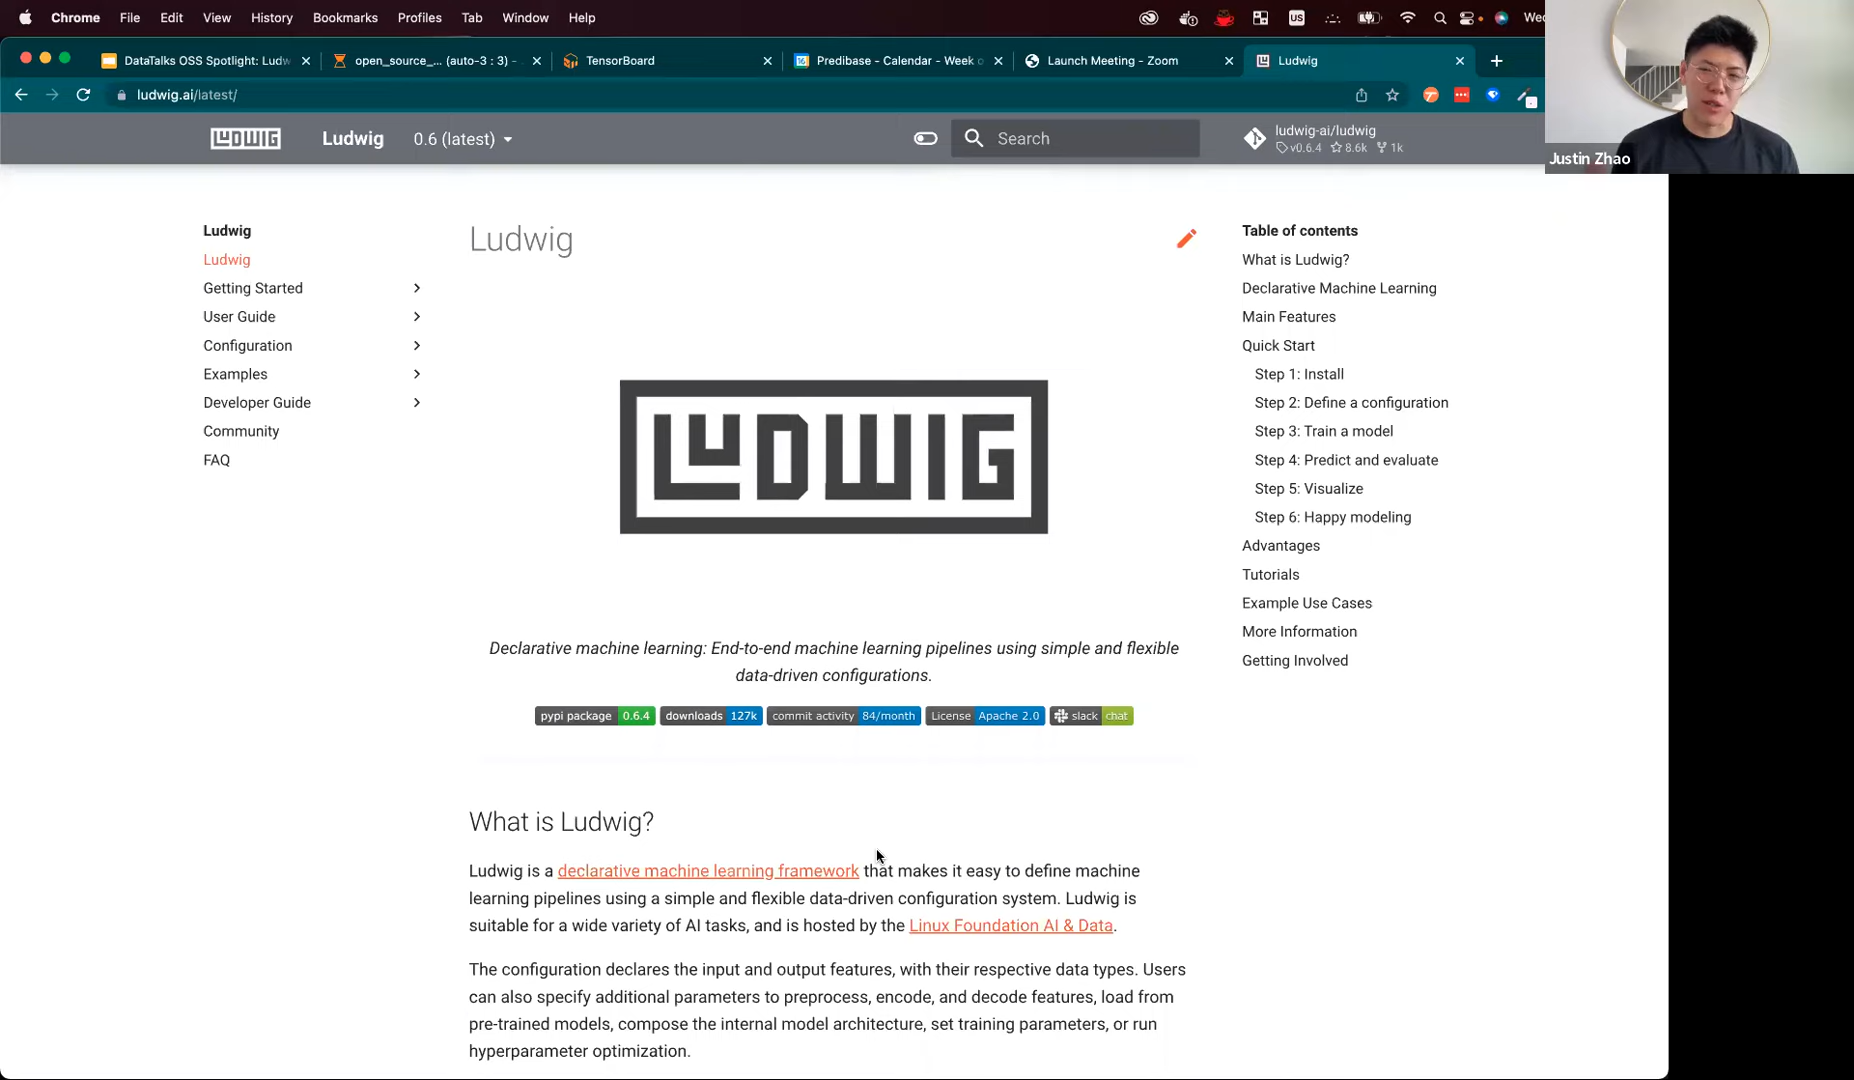 Chrome File Edit View History Bookmarks Profiles Tab Window Help
US
DataTalks OSS Spotlight: Ludw
open_source_... (auto-3 : 3) -
TensorBoard
Predibase - Calendar - Week o
Launch Meeting - Zoom
Ludwig
ludwig.ai/latest/
LUDWIG
Ludwig
0.6 (latest)
Search
ludwig-ai/ludwig
v0.6.4 8.6k 1k
Justin Zhao
Ludwig
Ludwig
Getting Started
User Guide
Configuration
Examples
Developer Guide
Community
FAQ
Ludwig
LUDWIG
Declarative machine learning: End-to-end machine learning pipelines using simple and flexible
data-driven configurations.
pypi package 0.6.4 downloads 127k commit activity 84/month License Apache 2.0 slack chat
What is Ludwig?
Ludwig is a declarative machine learning framework that makes it easy to define machine
learning pipelines using a simple and flexible data-driven configuration system. Ludwig is
suitable for a wide variety of AI tasks, and is hosted by the Linux Foundation AI & Data.
The configuration declares the input and output features, with their respective data types. Users
can also specify additional parameters to preprocess, encode, and decode features, load from
pre-trained models, compose the internal model architecture, set training parameters, or run
hyperparameter optimization.
Table of contents
What is Ludwig?
Declarative Machine Learning
Main Features
Quick Start
Step 1: Install
Step 2: Define a configuration
Step 3: Train a model
Step 4: Predict and evaluate
Step 5: Visualize
Step 6: Happy modeling
Advantages
Tutorials
Example Use Cases
More Information
Getting Involved